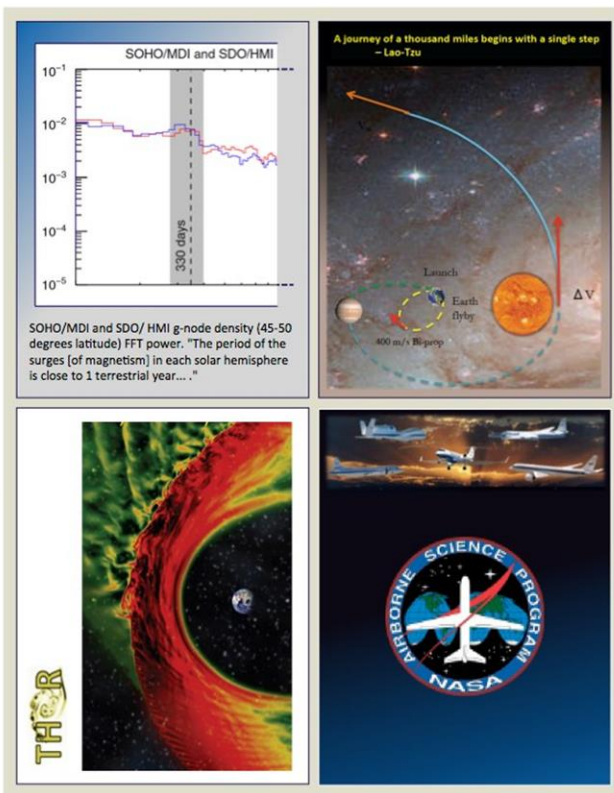 SOHO/MDI and SDO/HMI
10⁻¹
10⁻²
10⁻³
10⁻⁴
10⁻⁵
330 days
SOHO/MDI and SDO/ HMI g-node density (45-50
degrees latitude) FFT power. "The period of the
surges [of magnetism] in each solar hemisphere
is close to 1 terrestrial year... ."
A journey of a thousand miles begins with a single step
– Lao-Tzu
Launch
Earth
flyby
400 m/s Bi-prop
Δ V
THOR
AIRBORNE SCIENCE PROGRAM
NASA